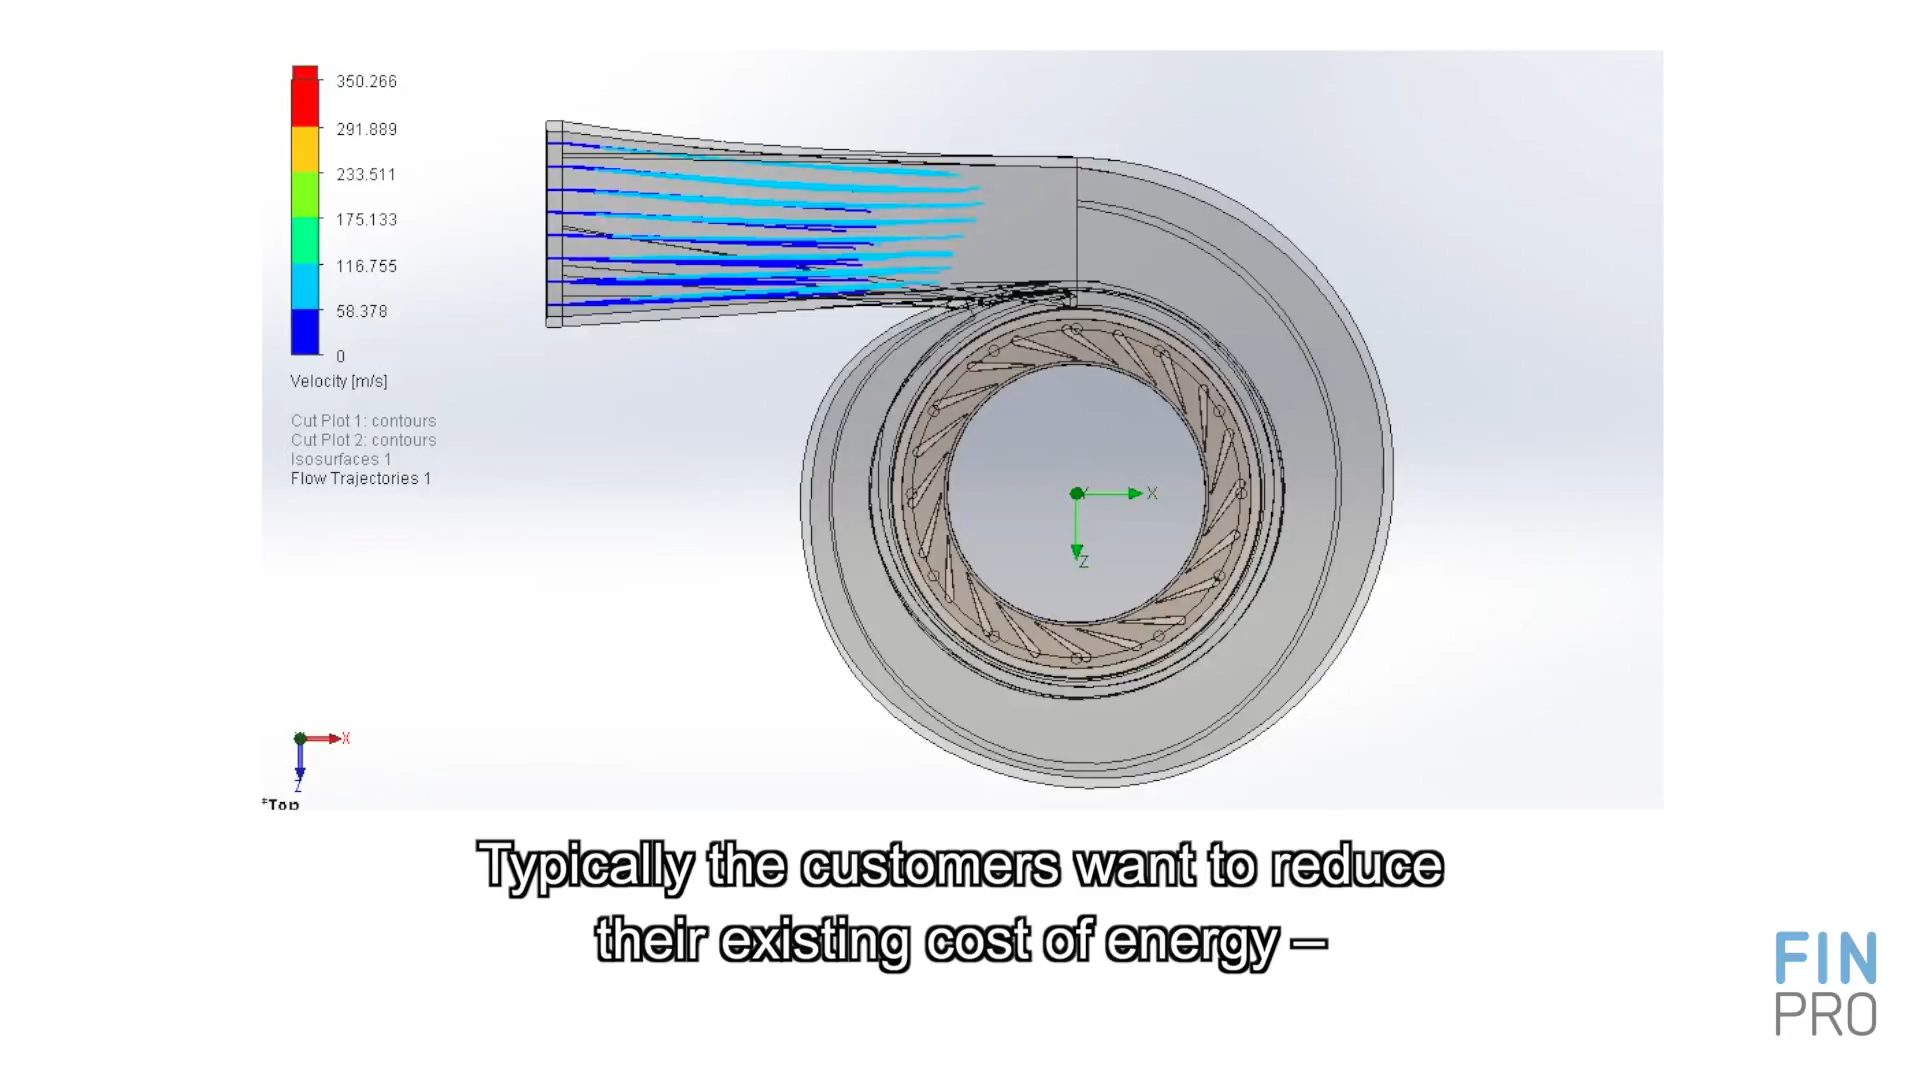 350.266
291.889
233.511
175.133
116.755
58.378
0
Velocity [m/s]
Cut Plot 1: contours
Cut Plot 2: contours
Isosurfaces 1
Flow Trajectories 1
X
Z
X
Z
*Top
Typically the customers want to reduce
their existing cost of energy –
FIN
PRO